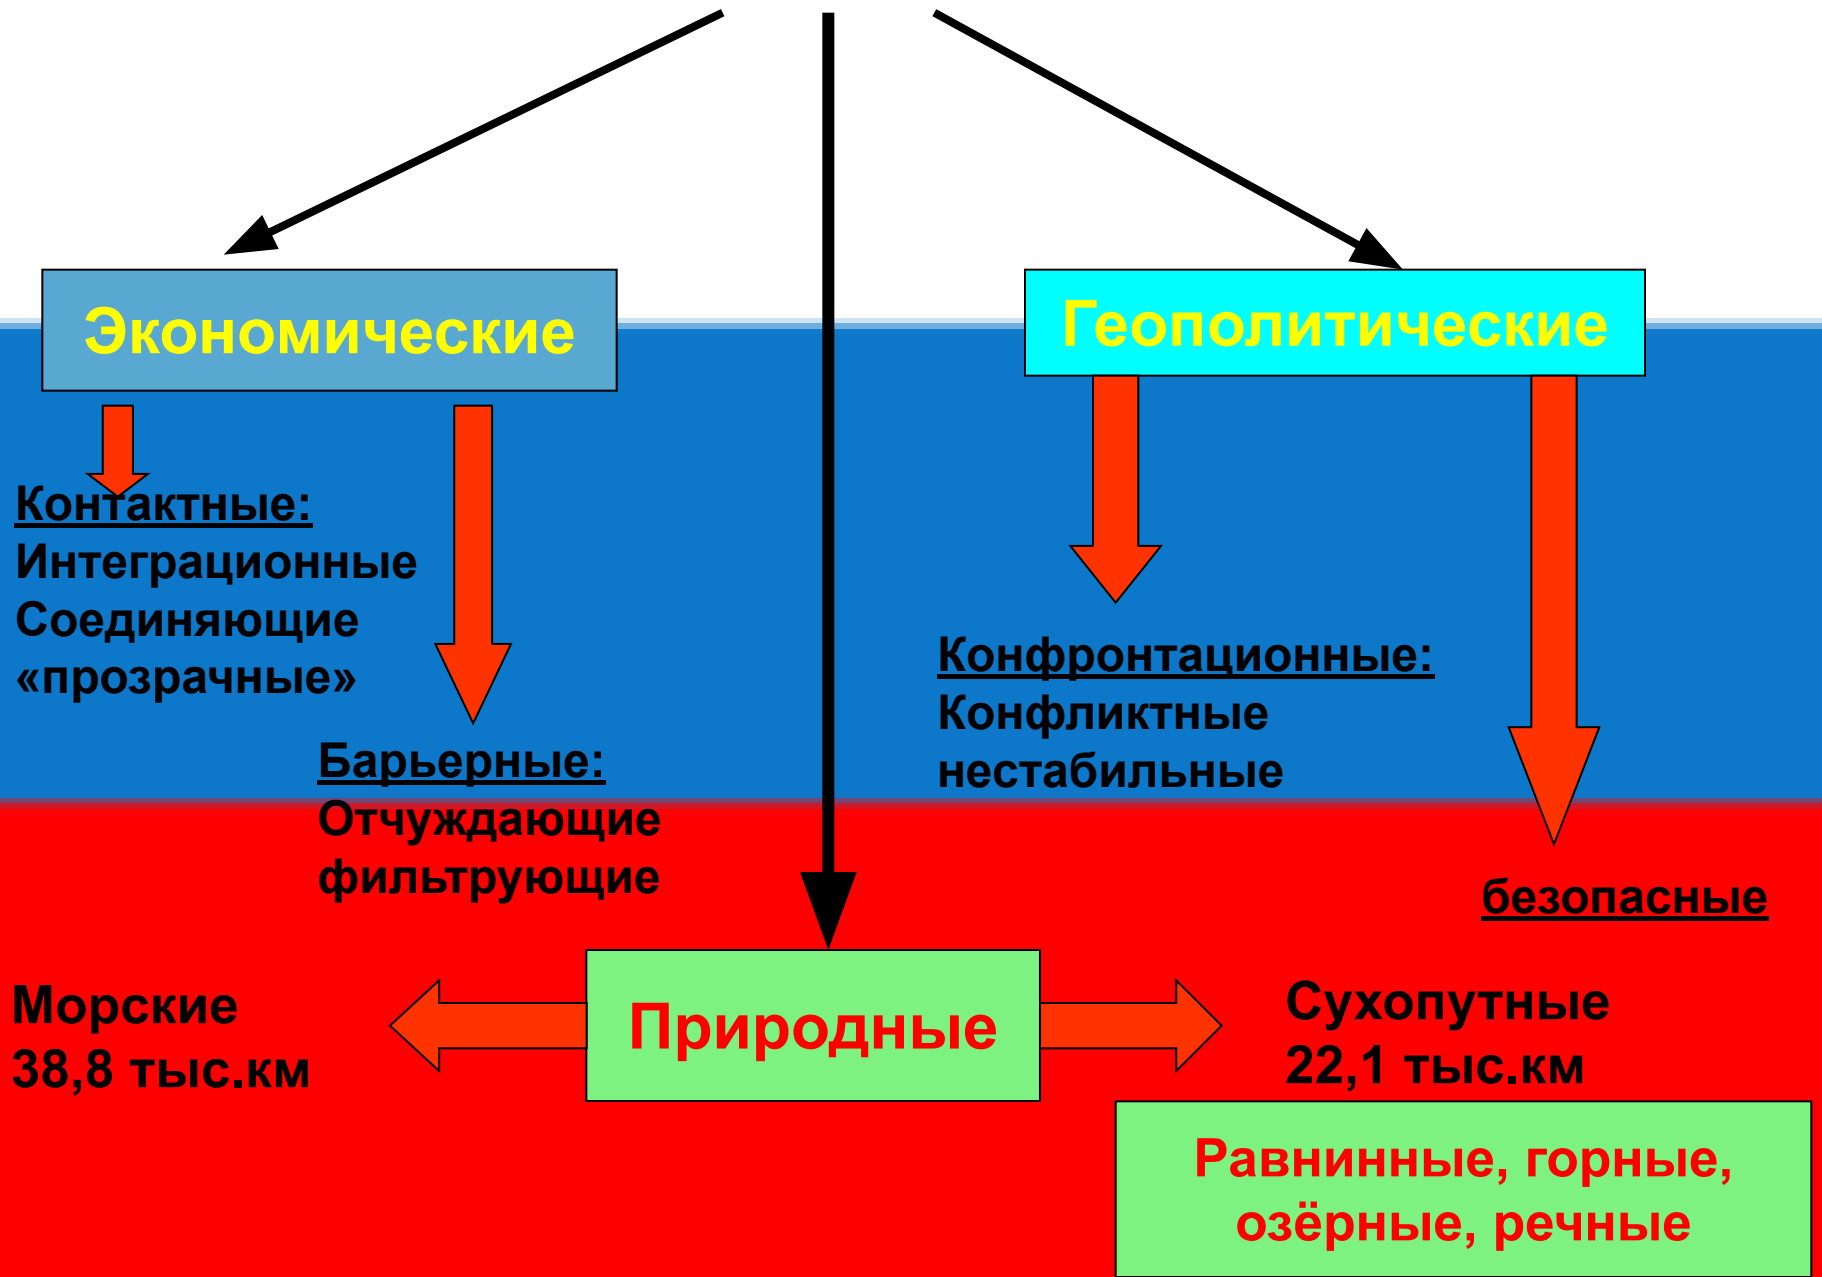 Экономические
Геополитические
Контактные:
Интеграционные
Соединяющие
«прозрачные»
Барьерные:
Отчуждающие
фильтрующие
Конфронтационные:
Конфликтные
нестабильные
безопасные
Природные
Морские
38,8 тыс.км
Сухопутные
22,1 тыс.км
Равнинные, горные,
озёрные, речные